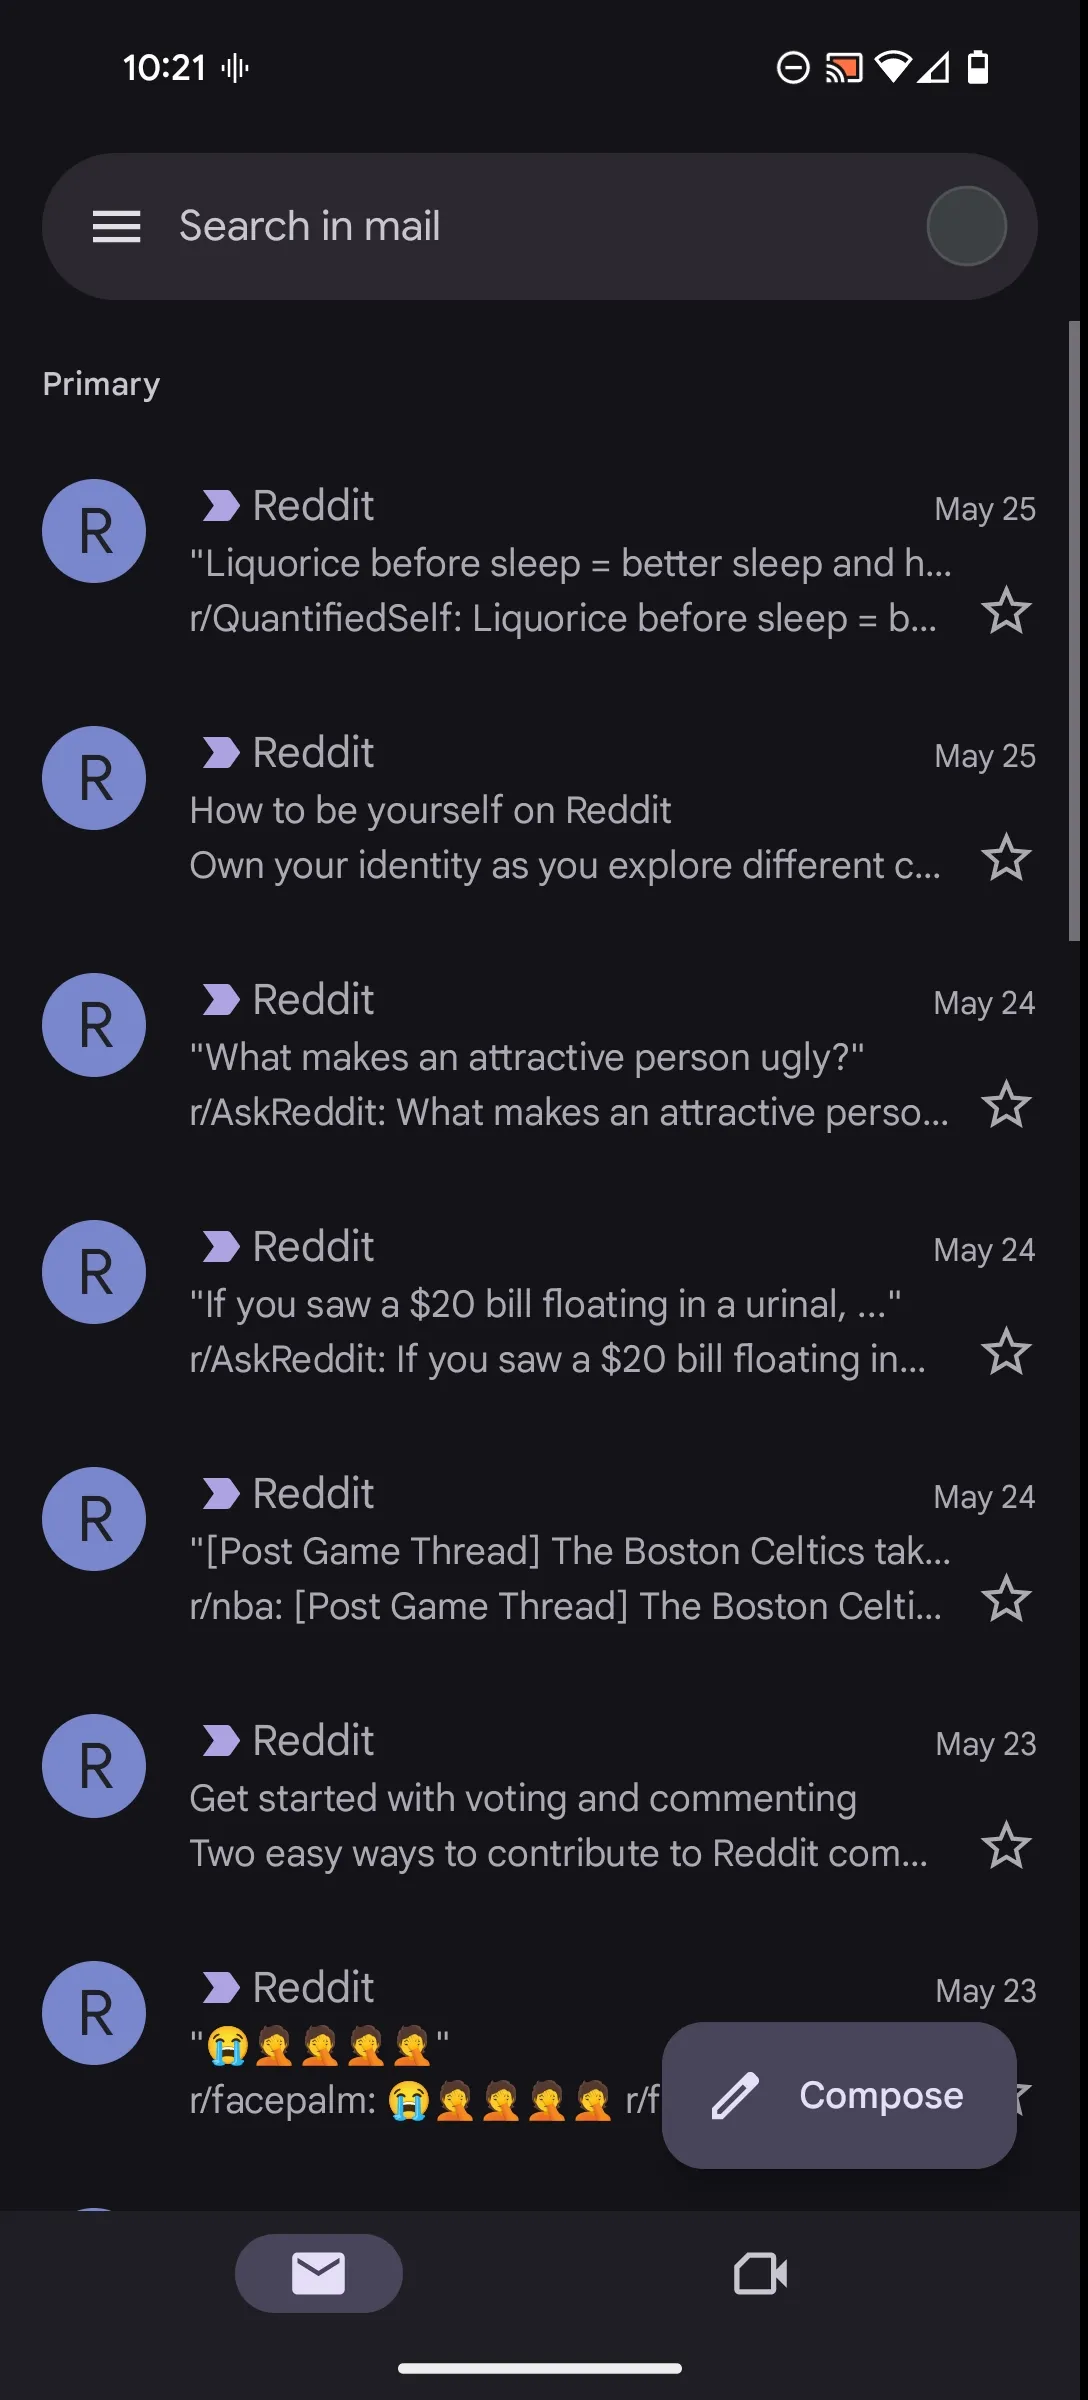 10:21
Search in mail
Primary
R
Reddit
May 25
"Liquorice before sleep = better sleep and h...
r/QuantifiedSelf: Liquorice before sleep = b...
R
Reddit
May 25
How to be yourself on Reddit
Own your identity as you explore different c...
R
Reddit
May 24
"What makes an attractive person ugly?"
r/AskReddit: What makes an attractive perso...
R
Reddit
May 24
"If you saw a $20 bill floating in a urinal, ..."
r/AskReddit: If you saw a $20 bill floating in...
R
Reddit
May 24
"[Post Game Thread] The Boston Celtics tak...
r/nba: [Post Game Thread] The Boston Celti...
R
Reddit
May 23
Get started with voting and commenting
Two easy ways to contribute to Reddit com...
R
Reddit
May 23
"😭🤦🤦🤦🤦"
r/facepalm: 😭🤦🤦🤦🤦 r/f
Compose